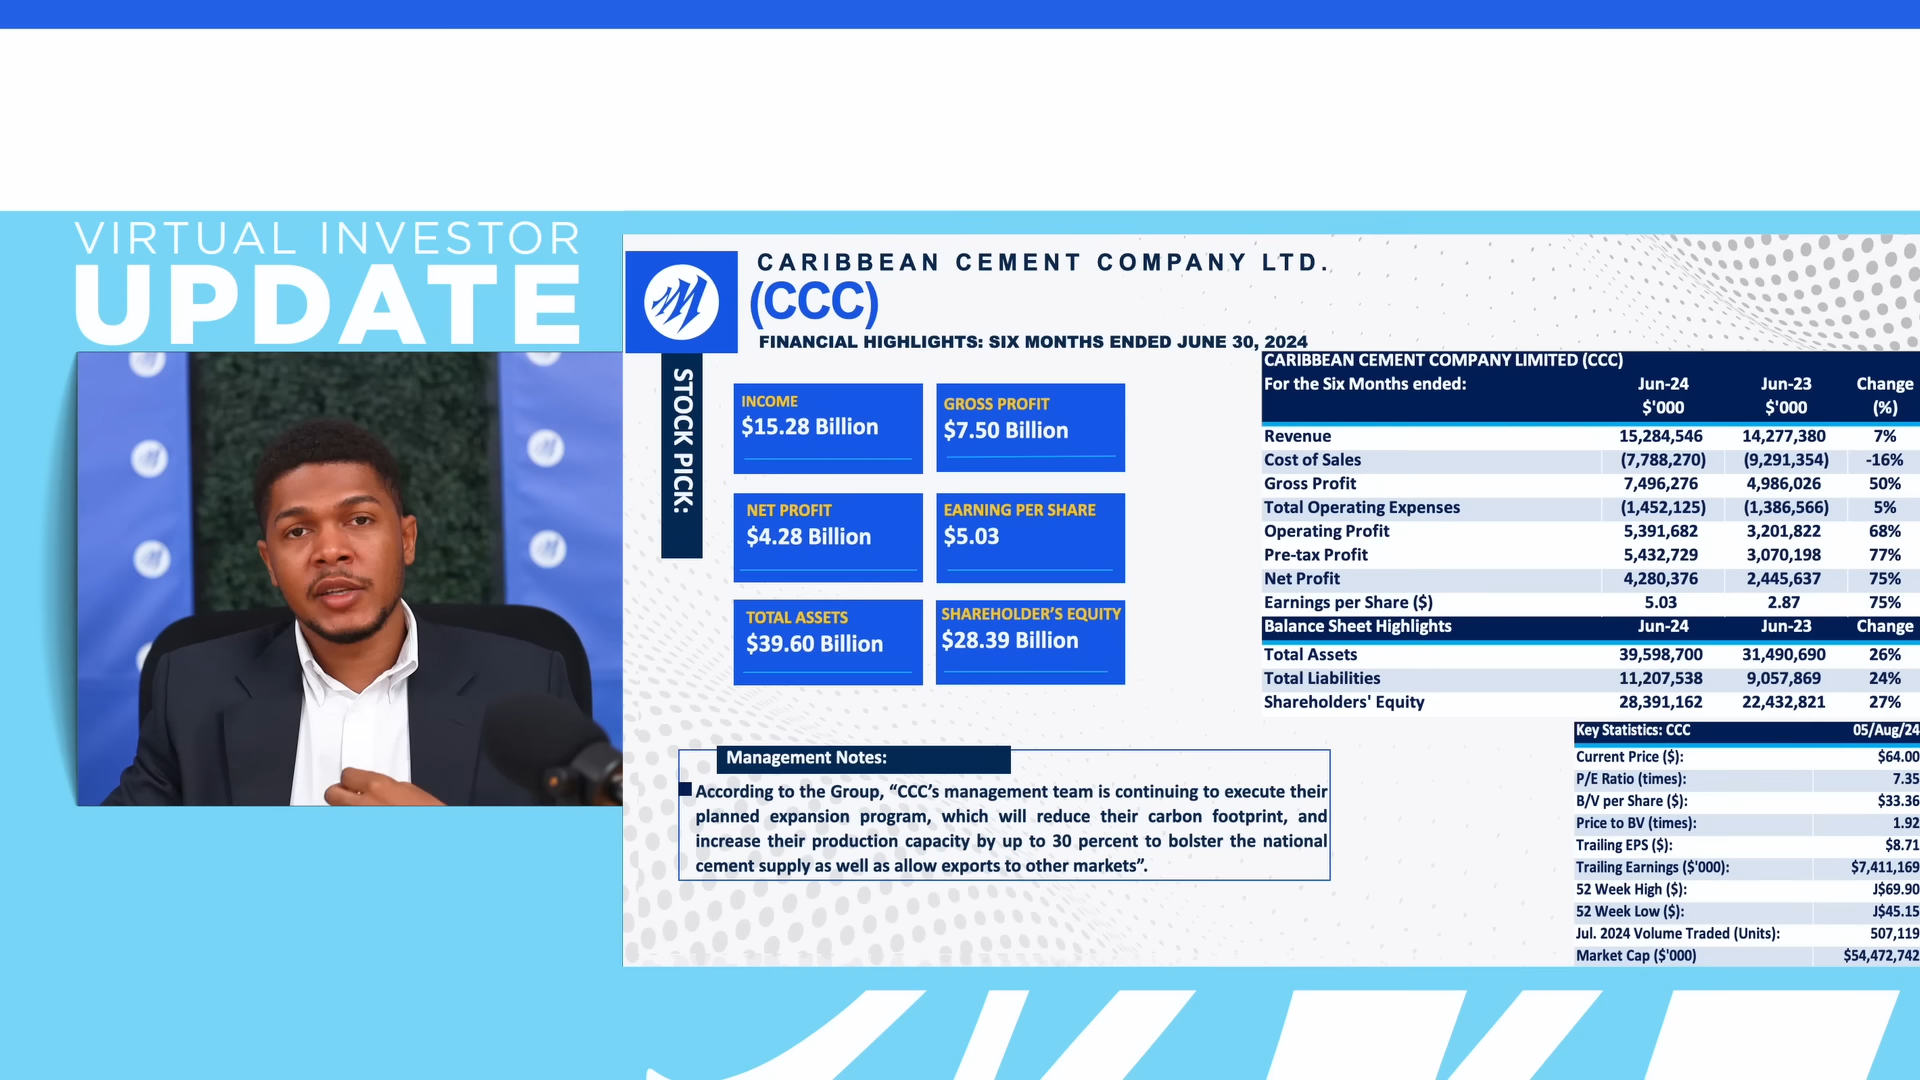 VIRTUAL INVESTOR
UPDATE
CARIBBEAN CEMENT COMPANY LTD.
(CCC)
FINANCIAL HIGHLIGHTS: SIX MONTHS ENDED JUNE 30, 2024
STOCK PICK:
INCOME
$15.28 Billion
GROSS PROFIT
$7.50 Billion
NET PROFIT
$4.28 Billion
EARNING PER SHARE
$5.03
TOTAL ASSETS
$39.60 Billion
SHAREHOLDER’S EQUITY
$28.39 Billion
Management Notes:
According to the Group, “CCC’s management team is continuing to execute their
planned expansion program, which will reduce their carbon footprint, and
increase their production capacity by up to 30 percent to bolster the national
cement supply as well as allow exports to other markets”.
CARIBBEAN CEMENT COMPANY LIMITED (CCC)
For the Six Months ended: Jun-24 Jun-23 Change
$'000 $'000 (%)
Revenue 15,284,546 14,277,380 7%
Cost of Sales (7,788,270) (9,291,354) -16%
Gross Profit 7,496,276 4,986,026 50%
Total Operating Expenses (1,452,125) (1,386,566) 5%
Operating Profit 5,391,682 3,201,822 68%
Pre-tax Profit 5,432,729 3,070,198 77%
Net Profit 4,280,376 2,445,637 75%
Earnings per Share ($) 5.03 2.87 75%
Balance Sheet Highlights Jun-24 Jun-23 Change
Total Assets 39,598,700 31,490,690 26%
Total Liabilities 11,207,538 9,057,869 24%
Shareholders' Equity 28,391,162 22,432,821 27%
Key Statistics: CCC 05/Aug/24
Current Price ($): $64.00
P/E Ratio (times): 7.35
B/V per Share ($): $33.36
Price to BV (times): 1.92
Trailing EPS ($): $8.71
Trailing Earnings ($'000): $7,411,169
52 Week High ($): J$69.90
52 Week Low ($): J$45.15
Jul. 2024 Volume Traded (Units): 507,119
Market Cap ($'000) $54,472,742